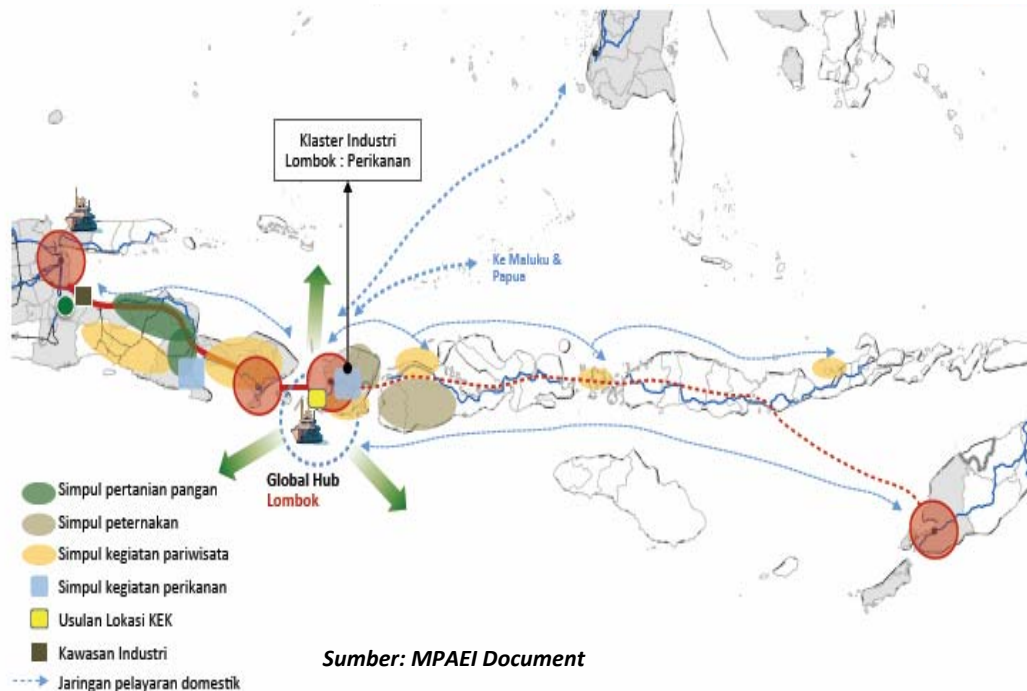 Klaster Industri
Lombok : Perikanan
Ke Maluku &
Papua
Global Hub
Lombok
Simpul pertanian pangan
Simpul peternakan
Simpul kegiatan pariwisata
Simpul kegiatan perikanan
Usulan Lokasi KEK
Kawasan Industri
Jaringan pelayaran domestik
Sumber: MPAEI Document